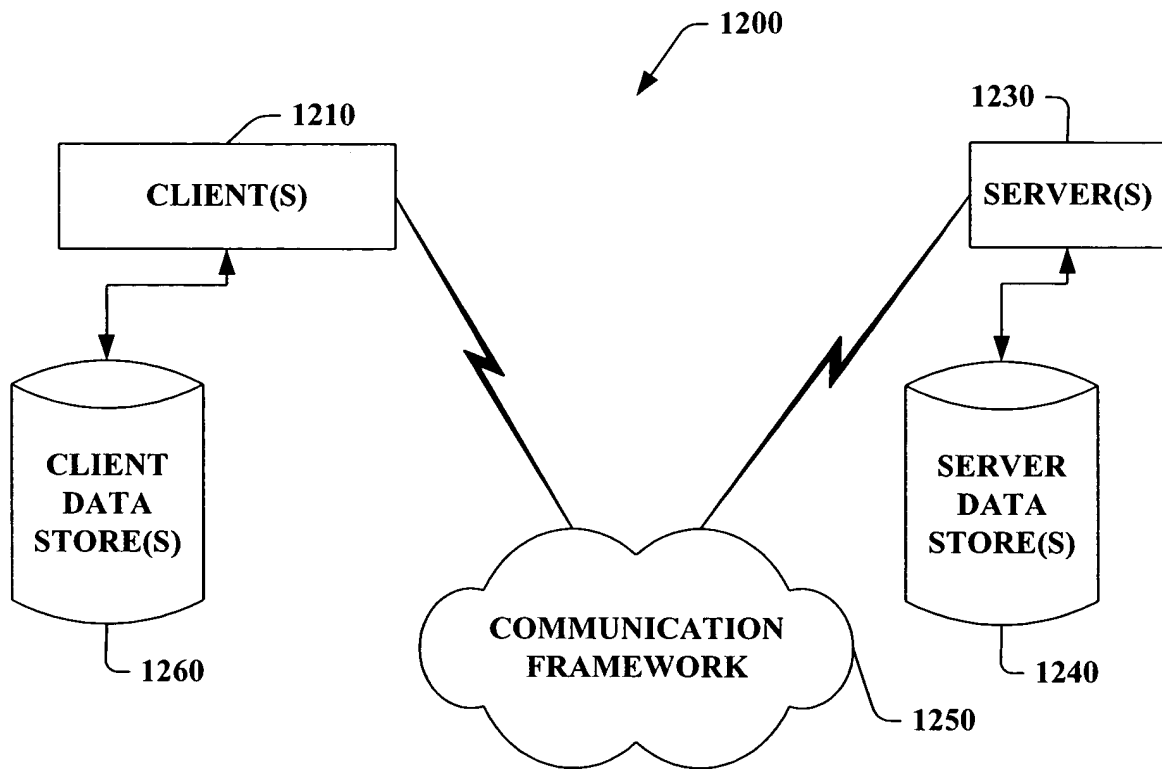 1200
1210
1230
CLIENT(S)
SERVER(S)
CLIENT
DATA
STORE(S)
SERVER
DATA
STORE(S)
COMMUNICATION
FRAMEWORK
1260
1240
1250